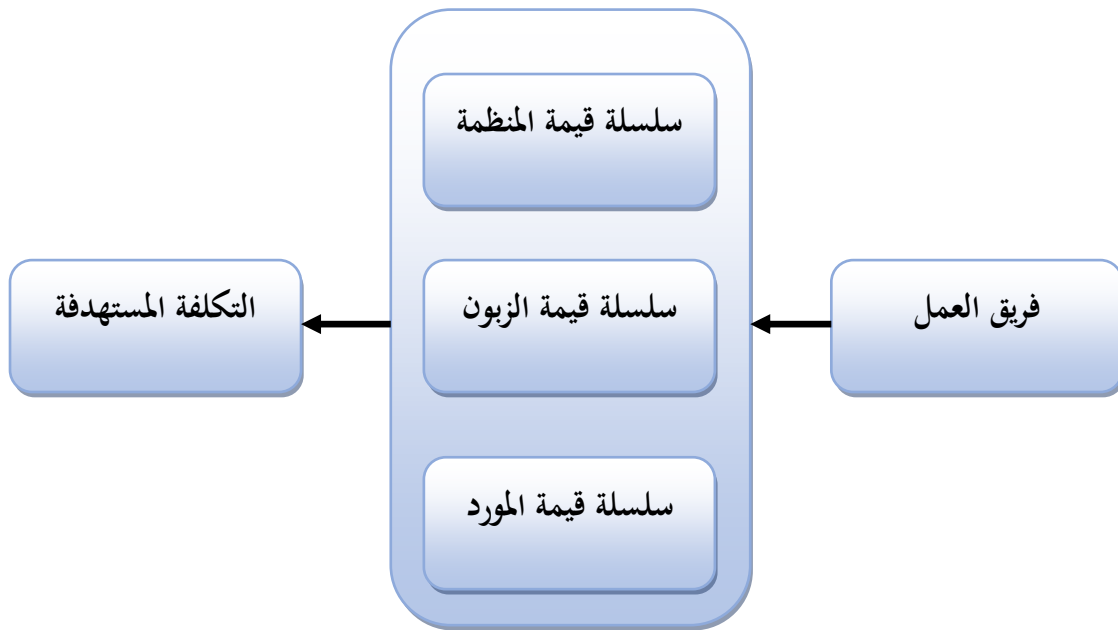 فريق العمل
سلسلة قيمة المنظمة
سلسلة قيمة الزبون
سلسلة قيمة المورد
التكلفة المستهدفة